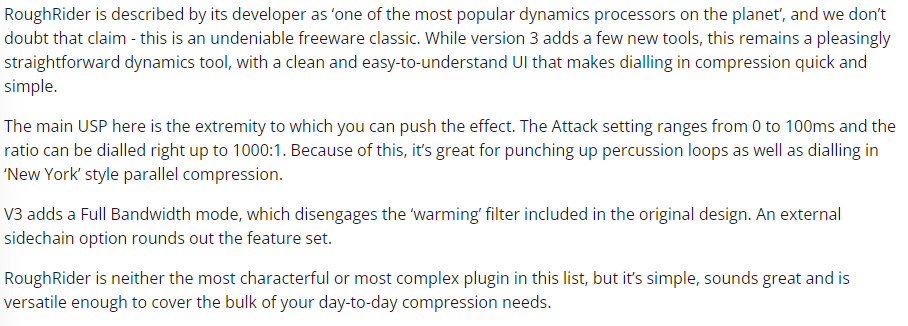 RoughRider is described by its developer as ‘one of the most popular dynamics processors on the planet’, and we don’t
doubt that claim - this is an undeniable freeware classic. While version 3 adds a few new tools, this remains a pleasingly
straightforward dynamics tool, with a clean and easy-to-understand UI that makes dialling in compression quick and
simple.
The main USP here is the extremity to which you can push the effect. The Attack setting ranges from 0 to 100ms and the
ratio can be dialled right up to 1000:1. Because of this, it’s great for punching up percussion loops as well as dialling in
‘New York’ style parallel compression.
V3 adds a Full Bandwidth mode, which disengages the ‘warming’ filter included in the original design. An external
sidechain option rounds out the feature set.
RoughRider is neither the most characterful or most complex plugin in this list, but it’s simple, sounds great and is
versatile enough to cover the bulk of your day-to-day compression needs.